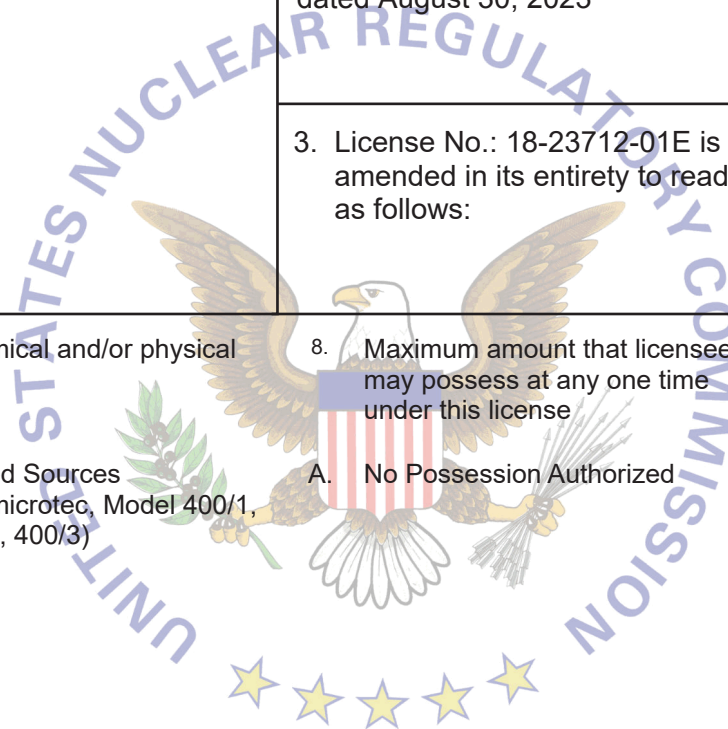 dated August 30, 2023
3. License No.: 18-23712-01E is
amended in its entirety to read
as follows:
nical and/or physical
8. Maximum amount that licensee
may possess at any one time
under this license
d Sources
microtec, Model 400/1,
, 400/3)
A. No Possession Authorized
UNITED STATES NUCLEAR REGULATORY COMMISSION